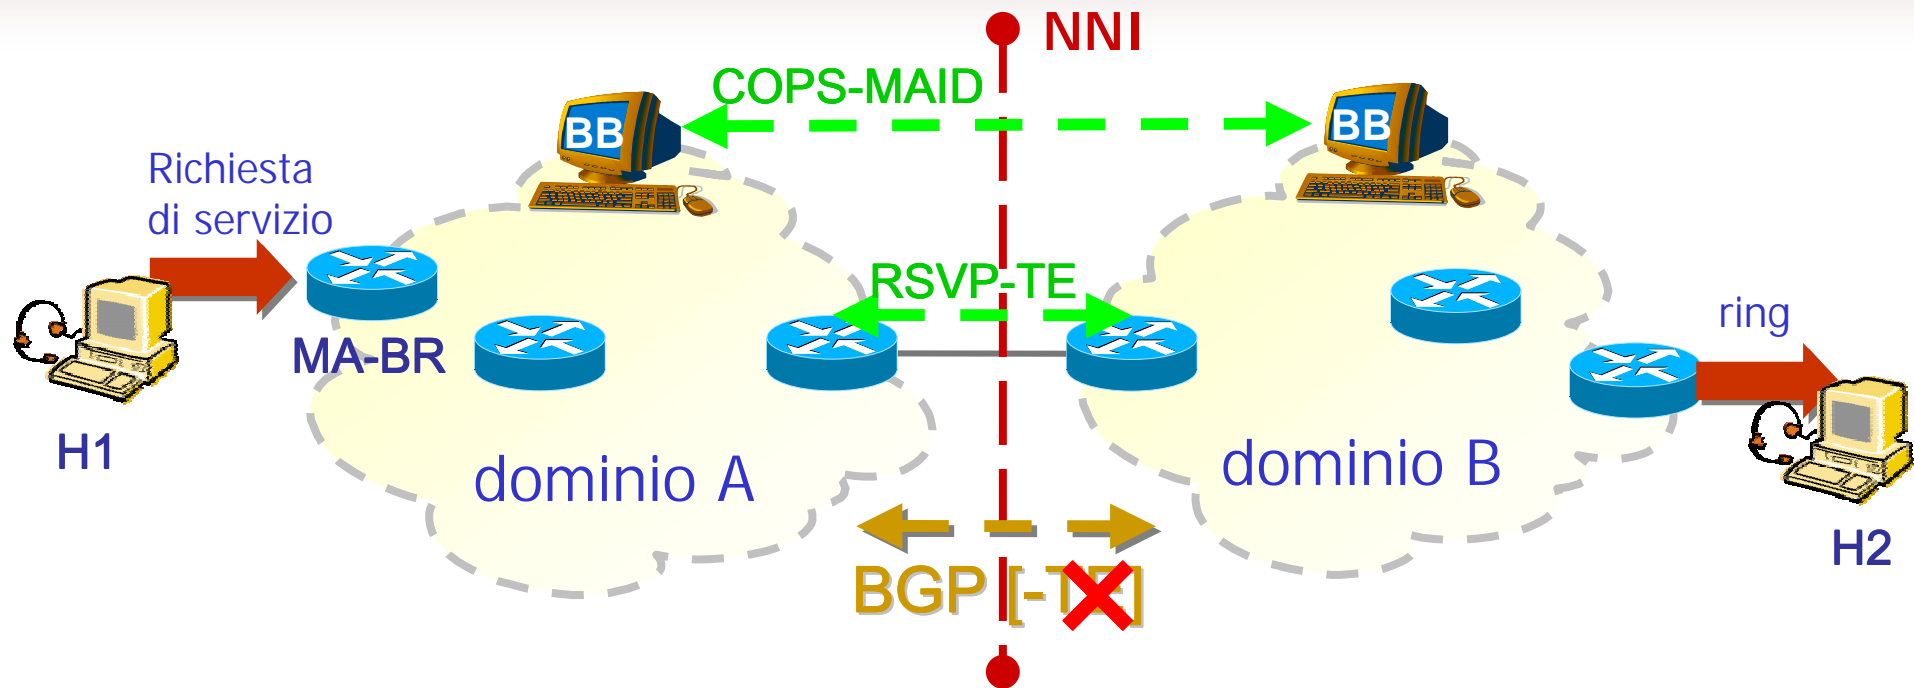 NNI
COPS-MAID
BB
BB
Richiesta
di servizio
RSVP-TE
ring
MA-BR
H1
dominio A
dominio B
H2
BGP [-TE]